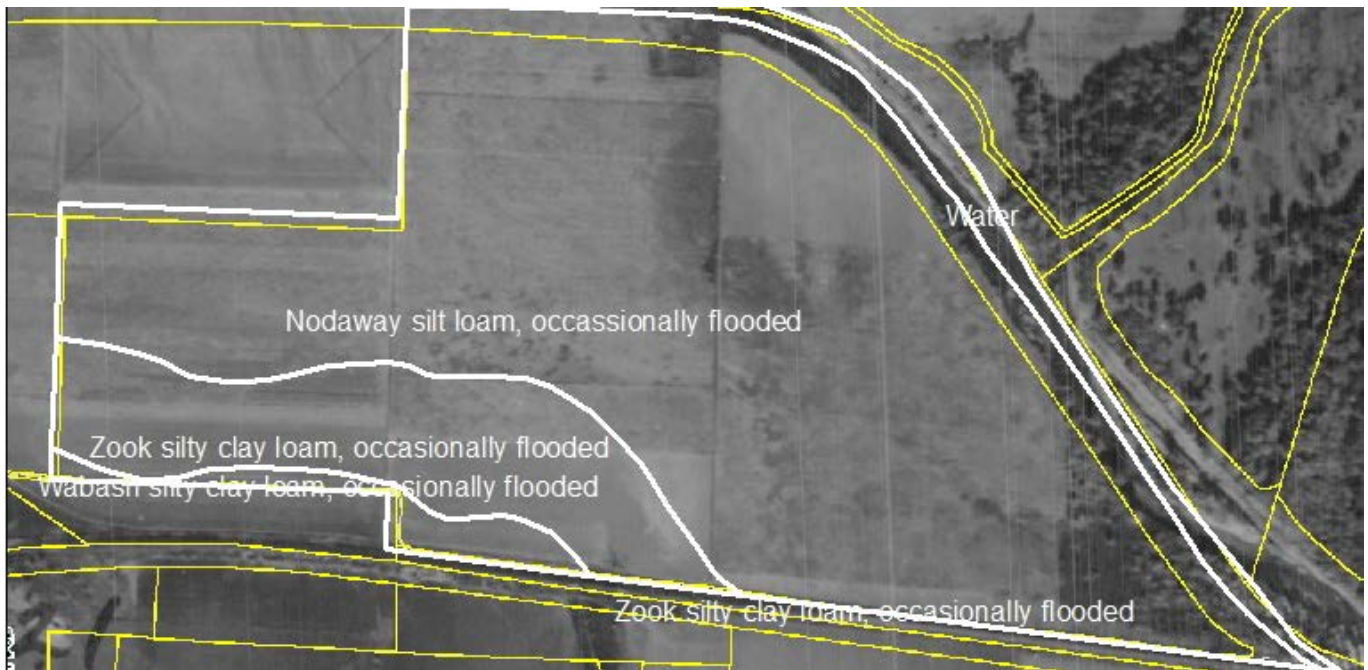 Water
Nodaway silt loam, occassionally flooded
Zook silty clay loam, occasionally flooded
Wabash silty clay loam, occasionally flooded
Zook silty clay loam, occasionally flooded